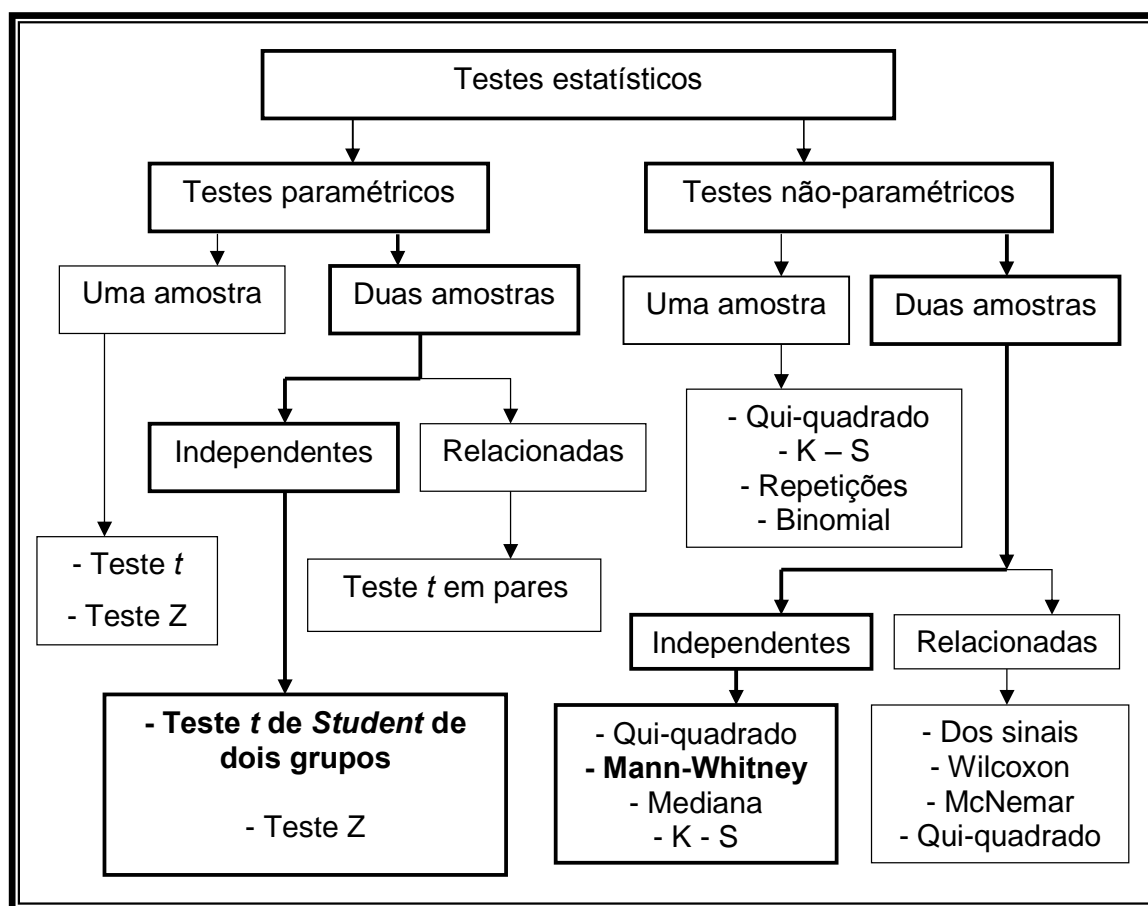 Testes estatísticos
Testes paramétricos
Testes não-paramétricos
Uma amostra
Duas amostras
Uma amostra
Duas amostras
- Qui-quadrado
- K – S
- Repetições
- Binomial
Independentes
Relacionadas
- Teste t
- Teste Z
Teste t em pares
Independentes
Relacionadas
- Teste t de Student de
dois grupos
- Teste Z
- Qui-quadrado
- Mann-Whitney
- Mediana
- K - S
- Dos sinais
- Wilcoxon
- McNemar
- Qui-quadrado